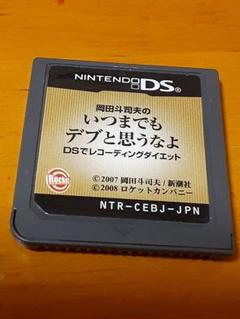 NINTENDO DS
岡田斗司夫の
いつまでも
デブと思うなよ
DSでレコーディングダイエット
Rocket
©2007 岡田斗司夫/新潮社
©2008 ロケットカンパニー
NTR-CEBJ-JPN